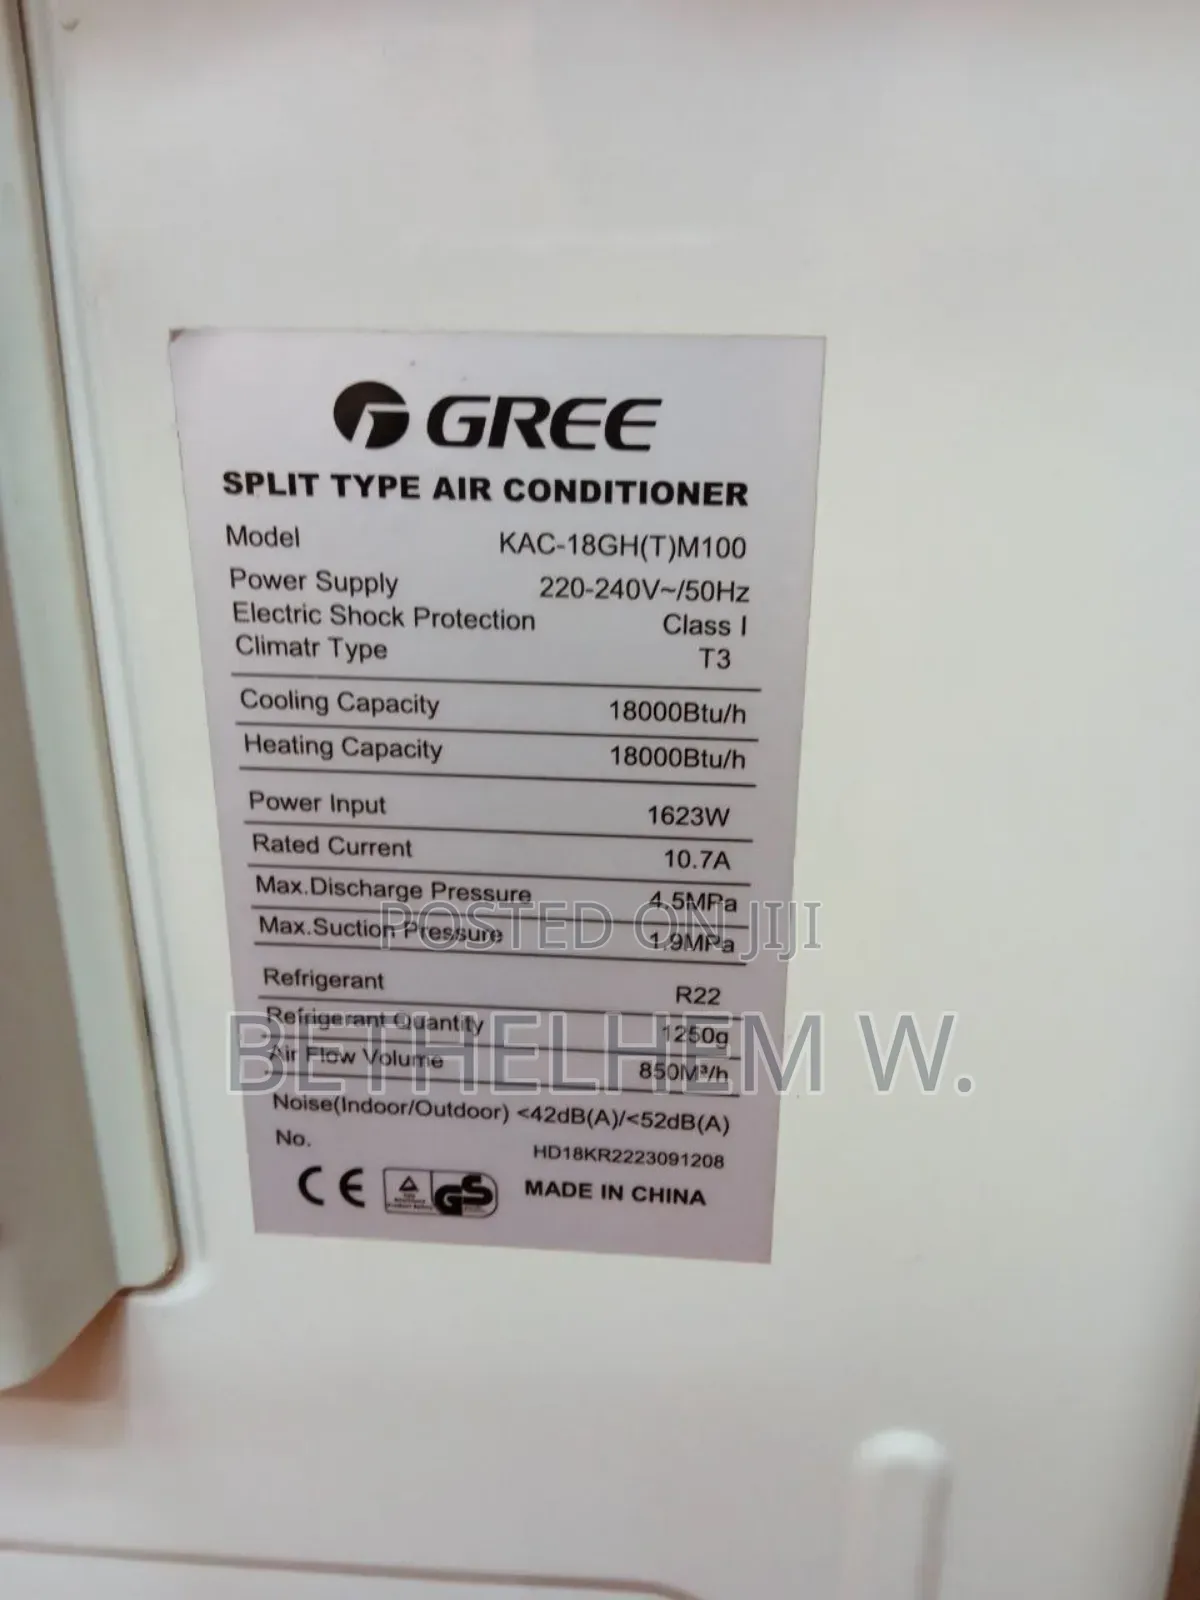 GREE
SPLIT TYPE AIR CONDITIONER
Model KAC-18GH(T)M100
Power Supply 220-240V~/50Hz
Electric Shock Protection Class I
Climatr Type T3
Cooling Capacity 18000Btu/h
Heating Capacity 18000Btu/h
Power Input 1623W
Rated Current 10.7A
Max.Discharge Pressure 4.5MPa
Max.Suction Pressure 1.9MPa
POSTED ON JIJI
Refrigerant R22
Refrigerant Quantity 1250g
BETHELHEM W.
Air Flow Volume 850M³/h
Noise(Indoor/Outdoor) <42dB(A)/<52dB(A)
No. HD18KR2223091208
CE GS MADE IN CHINA